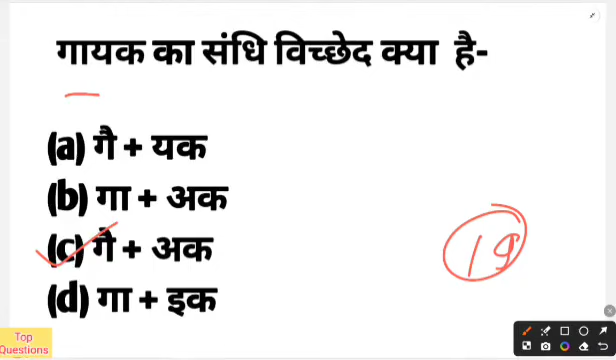 गायक का संधि विच्छेद क्या है-
(a) गै + यक
(b) गा + अक
(c) गै + अक
(d) गा + इक
19
Top
Questions